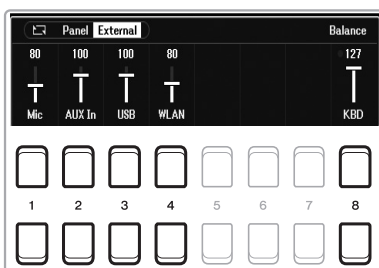 Panel External Balance
80 100 100 80 127
Mic AUX In USB WLAN KBD
1 2 3 4 5 6 7 8